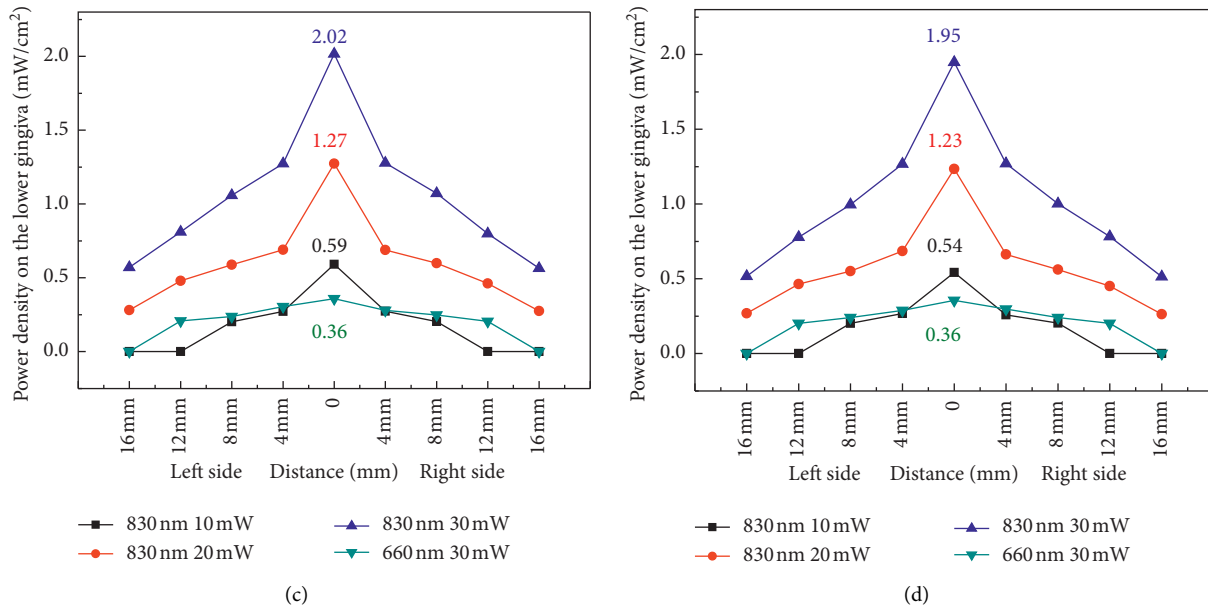 Power density on the lower gingiva (mW/cm²)
2.0
1.5
1.0
0.5
0.0
2.02
1.27
0.59
0.36
16 mm
12 mm
8 mm
4 mm
0
4 mm
8 mm
12 mm
16 mm
Left side Distance (mm) Right side
830 nm 10 mW 830 nm 30 mW
830 nm 20 mW 660 nm 30 mW
(c)
Power density on the lower gingiva (mW/cm²)
2.0
1.5
1.0
0.5
0.0
1.95
1.23
0.54
0.36
16 mm
12 mm
8 mm
4 mm
0
4 mm
8 mm
12 mm
16 mm
Left side Distance (mm) Right side
830 nm 10 mW 830 nm 30 mW
830 nm 20 mW 660 nm 30 mW
(d)